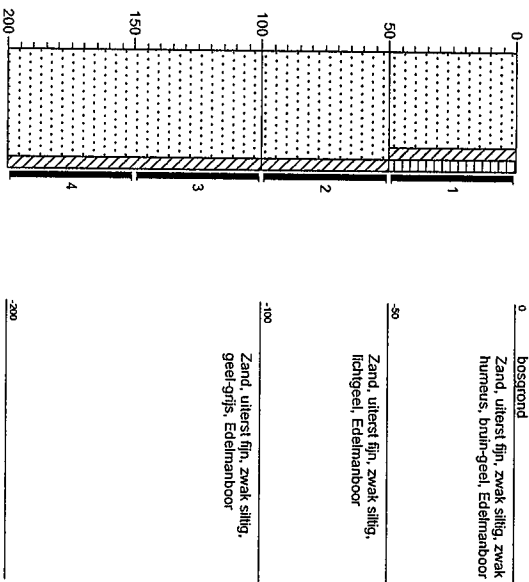 0
50
100
150
200
1
2
3
4
0
bosgrond
Zand, uiterst fijn, zwak siltig, zwak
humeus, bruin-geel, Edelmanboor
-50
Zand, uiterst fijn, zwak siltig,
lichtgeel, Edelmanboor
-100
Zand, uiterst fijn, zwak siltig,
geel-grijs, Edelmanboor
-200